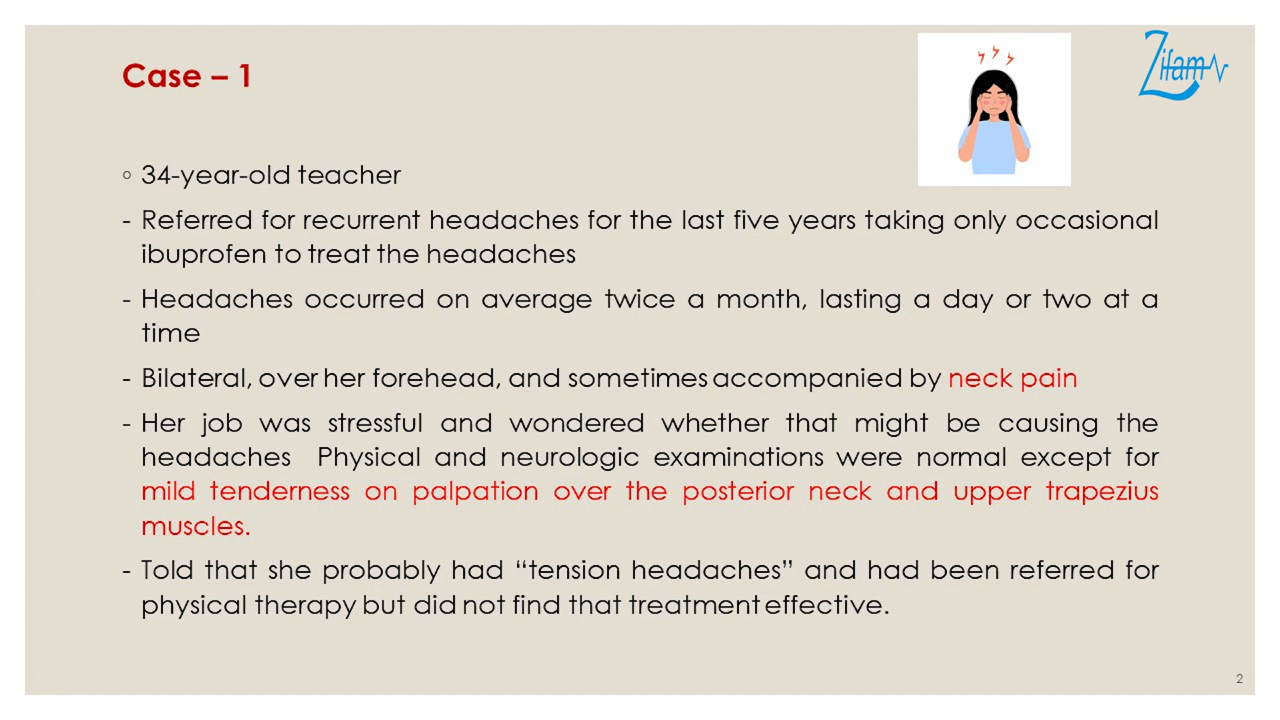 Case – 1
Zifam
◦ 34-year-old teacher
- Referred for recurrent headaches for the last five years taking only occasional
ibuprofen to treat the headaches
- Headaches occurred on average twice a month, lasting a day or two at a
time
- Bilateral, over her forehead, and sometimes accompanied by neck pain
- Her job was stressful and wondered whether that might be causing the
headaches Physical and neurologic examinations were normal except for
mild tenderness on palpation over the posterior neck and upper trapezius
muscles.
- Told that she probably had “tension headaches” and had been referred for
physical therapy but did not find that treatment effective.
2